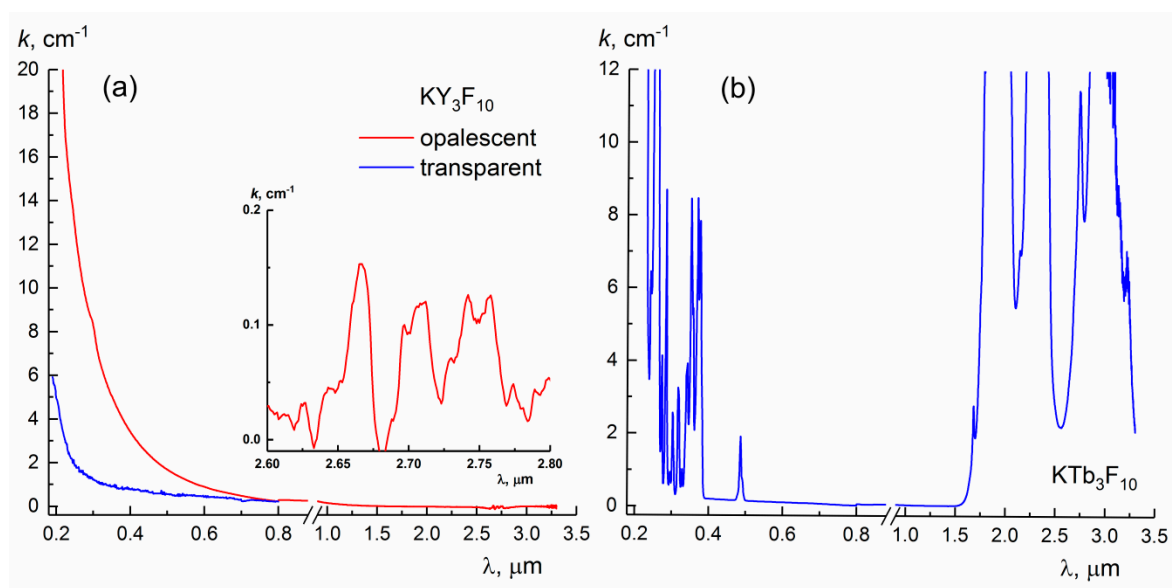 k, cm-1
20
18
16
14
12
10
8
6
4
2
0
(a)
KY3F10
opalescent
transparent
k, cm-1
0.2
0.1
0.0
2.60 2.65 2.70 2.75 2.80
λ, μm
0.2 0.4 0.6 0.8 1.0 1.5 2.0 2.5 3.0 3.5
λ, μm
k, cm-1
12
10
8
6
4
2
0
(b)
KTb3F10
0.2 0.4 0.6 0.8 1.0 1.5 2.0 2.5 3.0 3.5
λ, μm